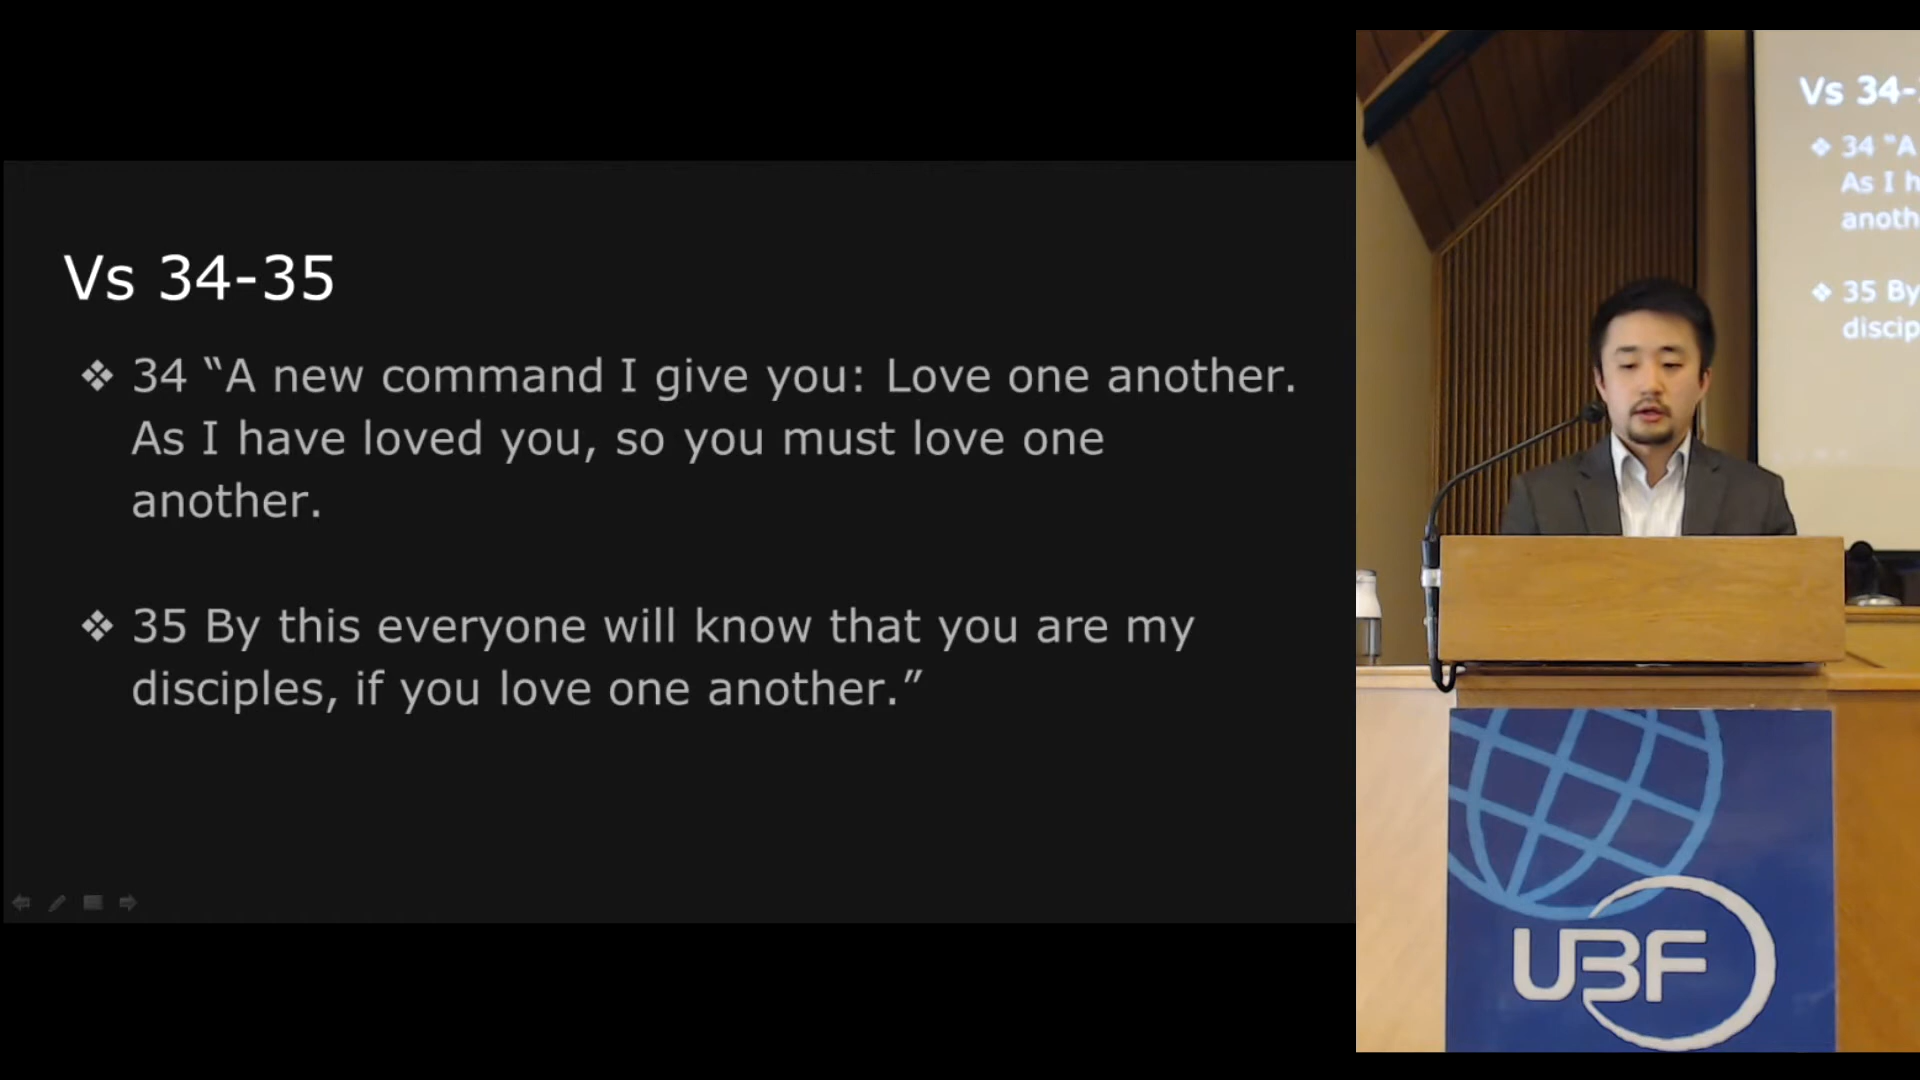 Vs 34-35
❖ 34 “A new command I give you: Love one another.
As I have loved you, so you must love one
another.
❖ 35 By this everyone will know that you are my
disciples, if you love one another.”
Vs 34-
❖ 34 “A
As I h
anoth
❖ 35 By
discip
UBF